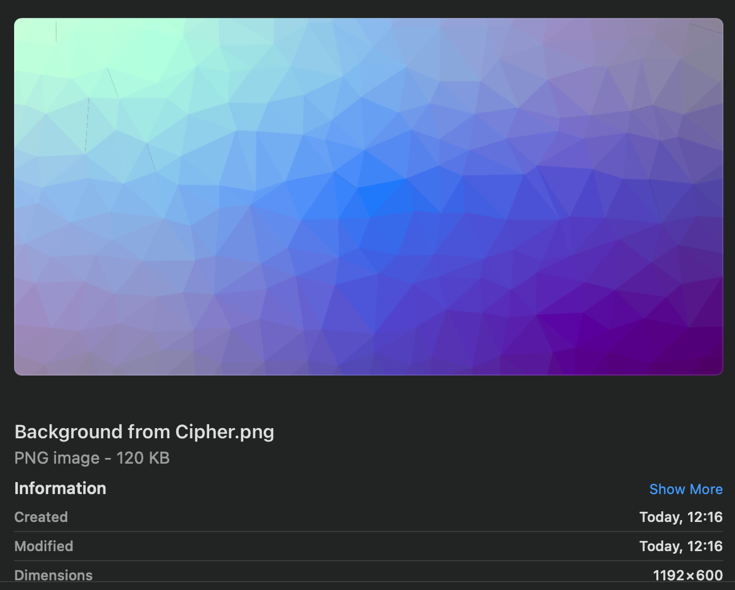 Background from Cipher.png
PNG image - 120 KB
Information Show More
Created Today, 12:16
Modified Today, 12:16
Dimensions 1192×600